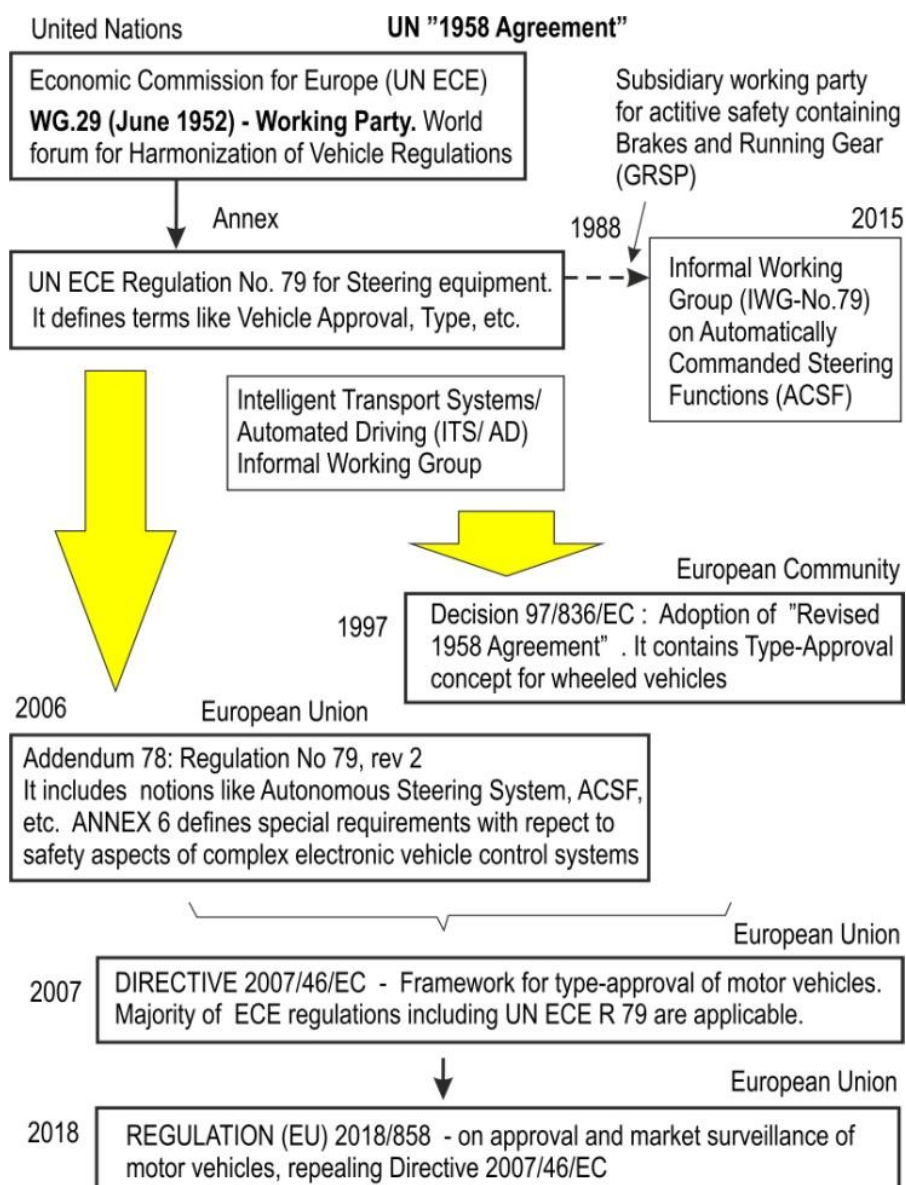 United Nations
UN ”1958 Agreement”
Economic Commission for Europe (UN ECE)
WG.29 (June 1952) - Working Party. World
forum for Harmonization of Vehicle Regulations
Subsidiary working party
for actitive safety containing
Brakes and Running Gear
(GRSP)
Annex
1988
2015
UN ECE Regulation No. 79 for Steering equipment.
It defines terms like Vehicle Approval, Type, etc.
Informal Working
Group (IWG-No.79)
on Automatically
Commanded Steering
Functions (ACSF)
Intelligent Transport Systems/
Automated Driving (ITS/ AD)
Informal Working Group
European Community
1997
Decision 97/836/EC : Adoption of ”Revised
1958 Agreement” . It contains Type-Approval
concept for wheeled vehicles
2006
European Union
Addendum 78: Regulation No 79, rev 2
It includes notions like Autonomous Steering System, ACSF,
etc. ANNEX 6 defines special requirements with repect to
safety aspects of complex electronic vehicle control systems
European Union
2007
DIRECTIVE 2007/46/EC - Framework for type-approval of motor vehicles.
Majority of ECE regulations including UN ECE R 79 are applicable.
European Union
2018
REGULATION (EU) 2018/858 - on approval and market surveillance of
motor vehicles, repealing Directive 2007/46/EC